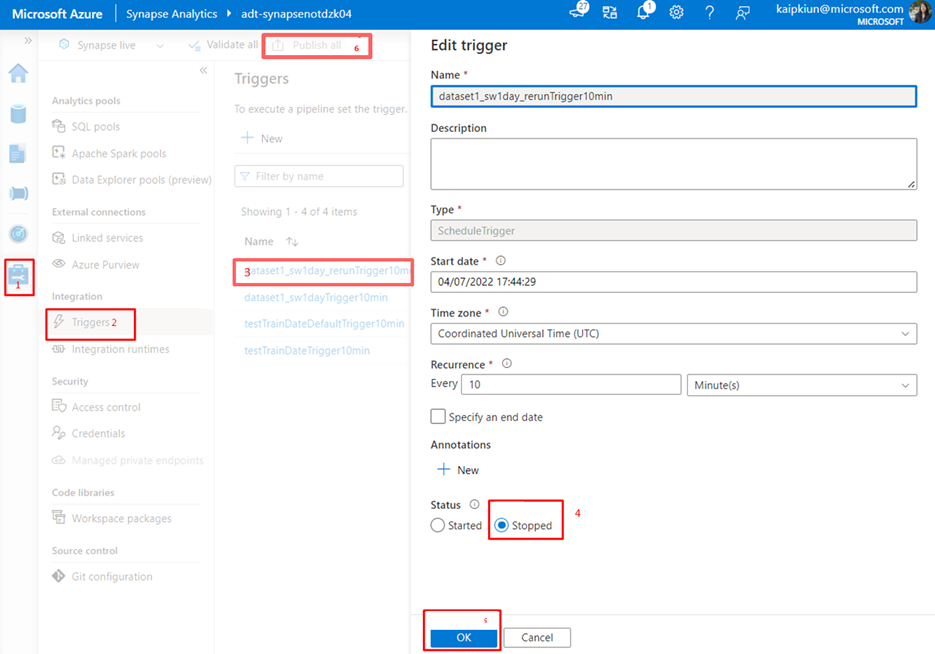 Microsoft Azure Synapse Analytics adt-synapsenotdzk04 27 1 kaipkiun@microsoft.com
MICROSOFT
Synapse live Validate all Publish all 6
Analytics pools
SQL pools
Apache Spark pools
Data Explorer pools (preview)
External connections
Linked services
Azure Purview
1
Integration
Triggers 2
Integration runtimes
Security
Access control
Credentials
Managed private endpoints
Code libraries
Workspace packages
Source control
Git configuration
Triggers
To execute a pipeline set the trigger.
New
Filter by name
Showing 1 - 4 of 4 items
Name
3 dataset1_sw1day_rerunTrigger10m
dataset1_sw1dayTrigger10min
testTrainDateDefaultTrigger10min
testTrainDateTrigger10min
Edit trigger
Name *
dataset1_sw1day_rerunTrigger10min
Description
Type *
ScheduleTrigger
Start date *
04/07/2022 17:44:29
Time zone *
Coordinated Universal Time (UTC)
Recurrence *
Every 10 Minute(s)
Specify an end date
Annotations
New
Status
Started Stopped 4
5
OK Cancel